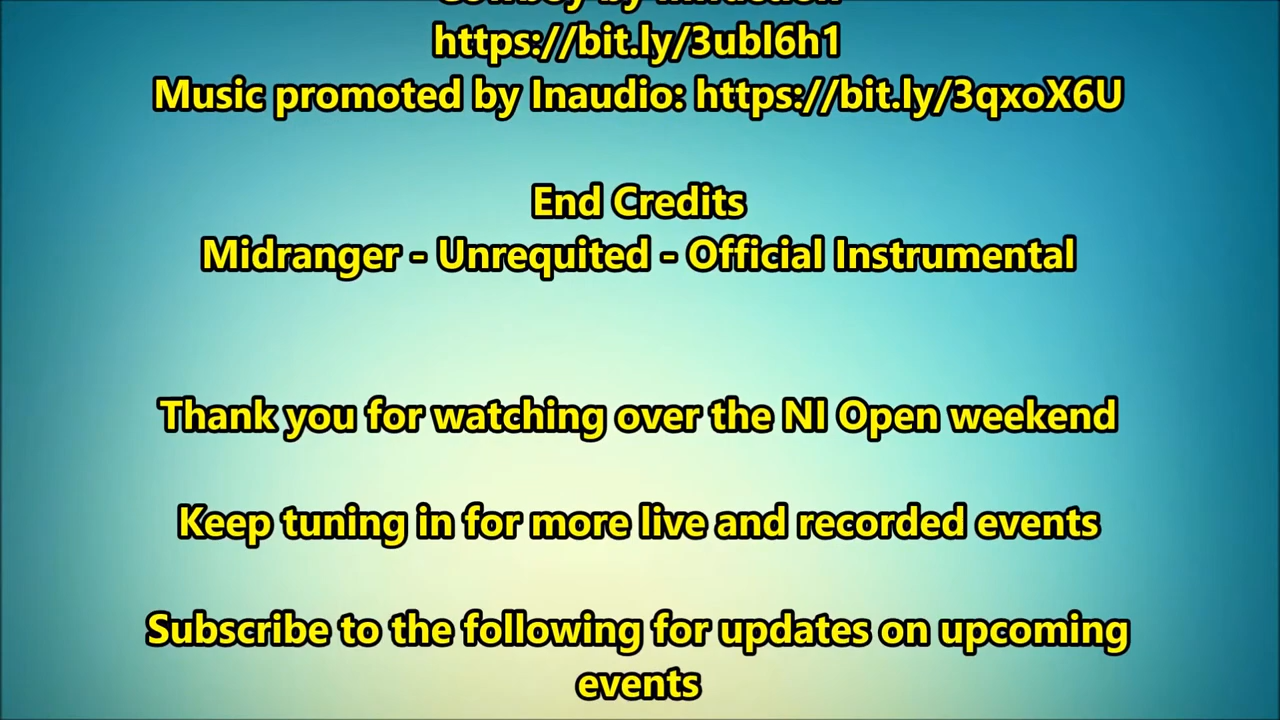 https://bit.ly/3ubl6h1
Music promoted by Inaudio: https://bit.ly/3qxoX6U
End Credits
Midranger - Unrequited - Official Instrumental
Thank you for watching over the NI Open weekend
Keep tuning in for more live and recorded events
Subscribe to the following for updates on upcoming
events